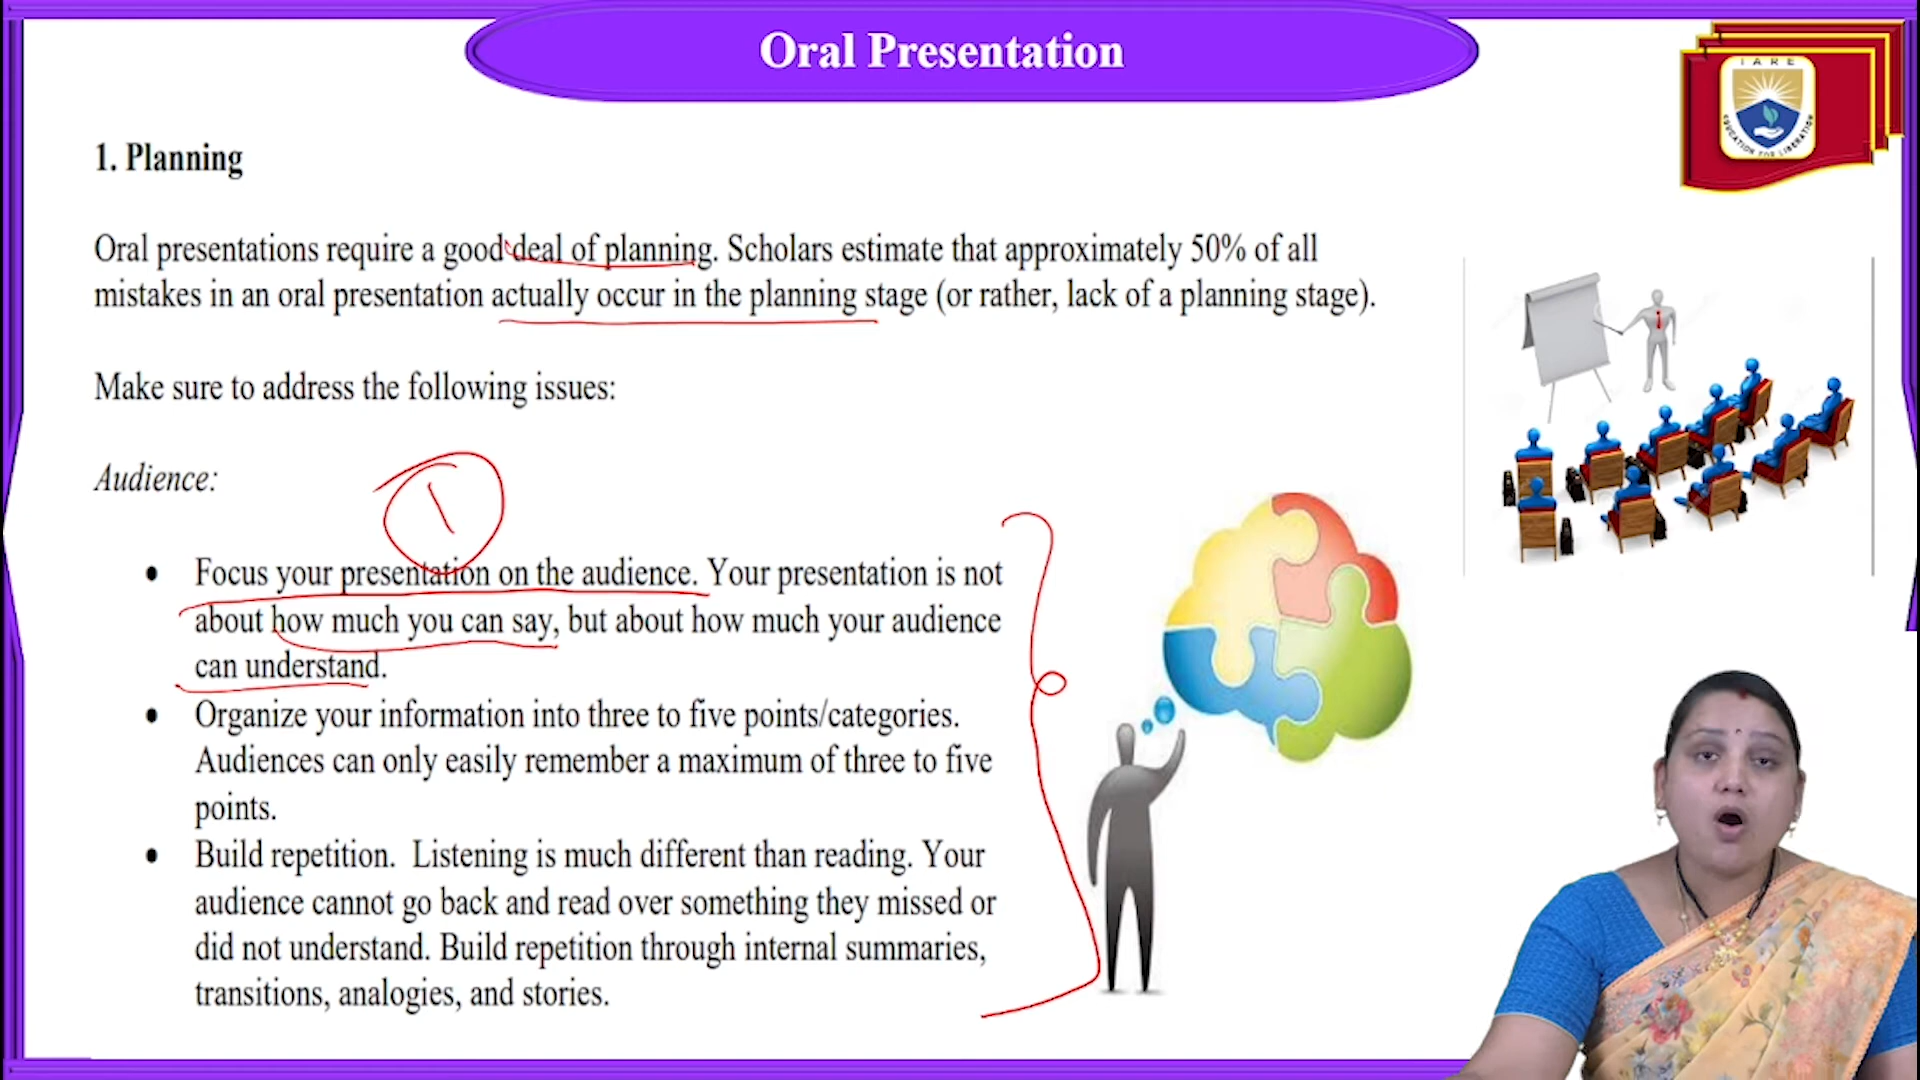 Oral Presentation
IARE
EDUCATION FOR LIBERATION
1. Planning
Oral presentations require a good deal of planning. Scholars estimate that approximately 50% of all
mistakes in an oral presentation actually occur in the planning stage (or rather, lack of a planning stage).
Make sure to address the following issues:
Audience:
1
• Focus your presentation on the audience. Your presentation is not
about how much you can say, but about how much your audience
can understand.
• Organize your information into three to five points/categories.
Audiences can only easily remember a maximum of three to five
points.
• Build repetition. Listening is much different than reading. Your
audience cannot go back and read over something they missed or
did not understand. Build repetition through internal summaries,
transitions, analogies, and stories.